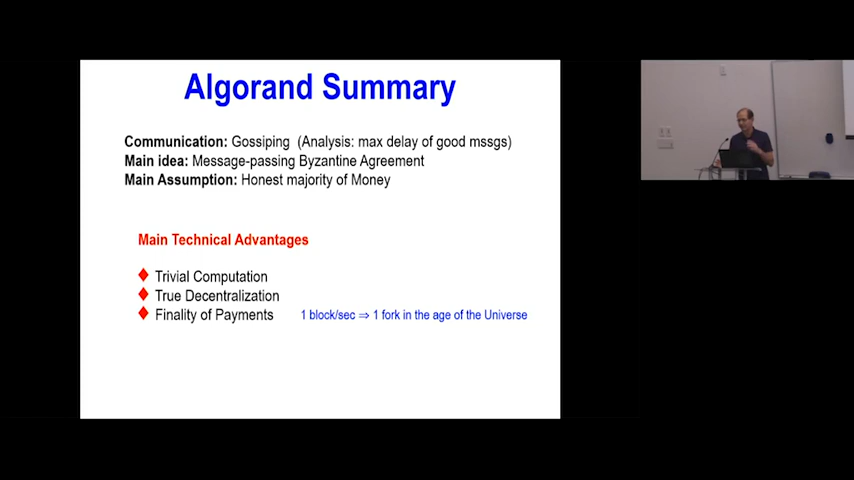 Algorand Summary
Communication: Gossiping (Analysis: max delay of good mssgs)
Main idea: Message-passing Byzantine Agreement
Main Assumption: Honest majority of Money
Main Technical Advantages
Trivial Computation
True Decentralization
Finality of Payments 1 block/sec ⇒ 1 fork in the age of the Universe